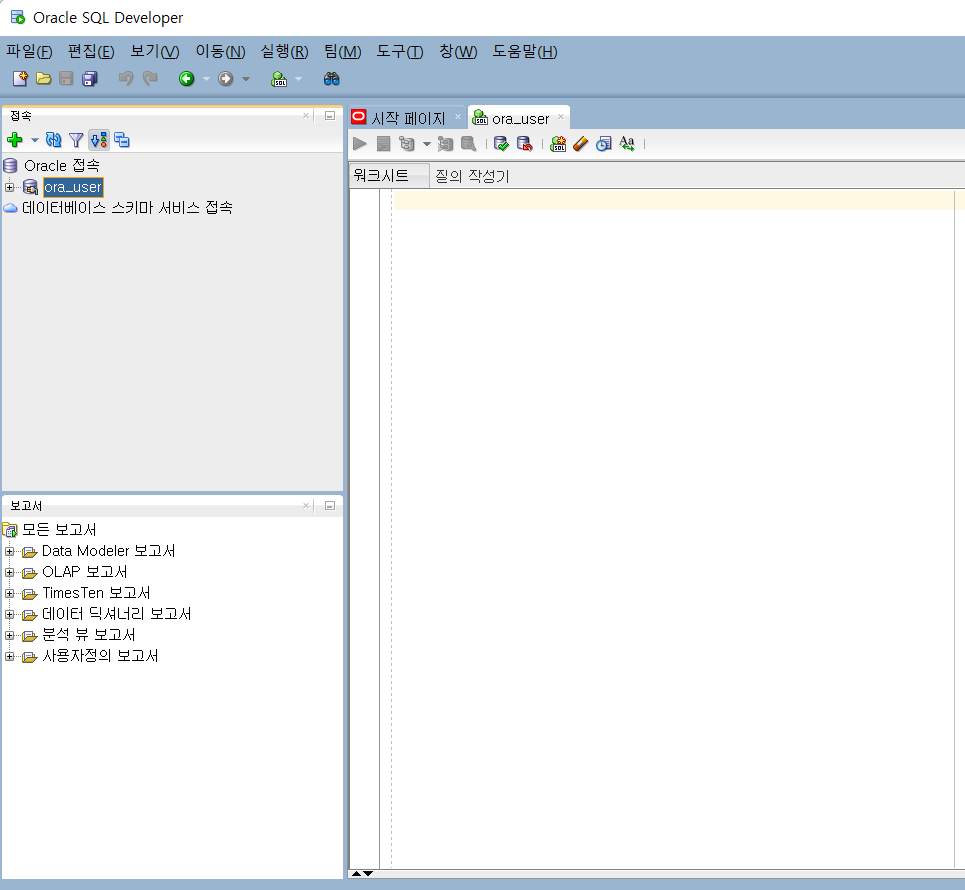 Oracle SQL Developer
파일(F) 편집(E) 보기(V) 이동(N) 실행(R) 팀(M) 도구(T) 창(W) 도움말(H)
접속
Oracle 접속
ora_user
데이터베이스 스키마 서비스 접속
보고서
모든 보고서
Data Modeler 보고서
OLAP 보고서
TimesTen 보고서
데이터 딕셔너리 보고서
분석 뷰 보고서
사용자정의 보고서
시작 페이지 ora_user
워크시트 질의 작성기